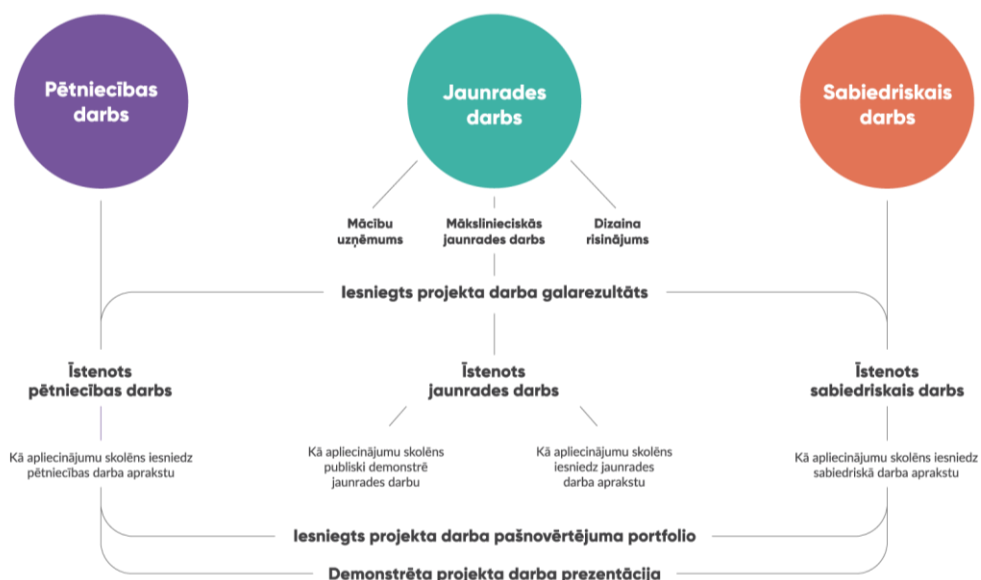 Pētniecības
darbs
Jaunrades
darbs
Sabiedriskais
darbs
Mācību
uzņēmums
Mākslinieciskās
jaunrades darbs
Dizaina
risinājums
Iesniegts projekta darba galarezultāts
Īstenots
pētniecības darbs
Īstenots
jaunrades darbs
Īstenots
sabiedriskais darbs
Kā apliecinājumu skolēns iesniedz
pētniecības darba aprakstu
Kā apliecinājumu skolēns
publiski demonstrē
jaunrades darbu
Kā apliecinājumu skolēns
iesniedz jaunrades
darba aprakstu
Kā apliecinājumu skolēns iesniedz
sabiedriskā darba aprakstu
Iesniegts projekta darba pašnovērtējuma portfolio
Demonstrēta projekta darba prezentācija